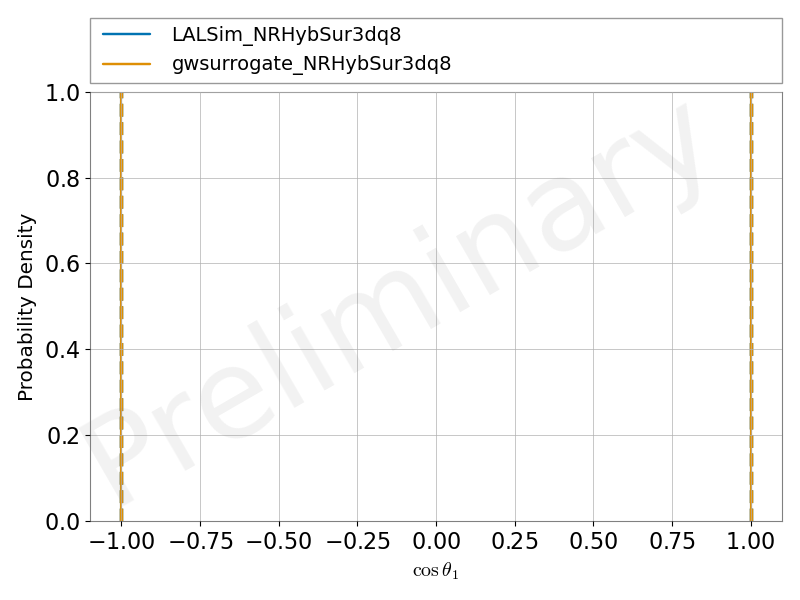 LALSim_NRHybSur3dq8
gwsurrogate_NRHybSur3dq8
1.0
0.8
0.6
0.4
0.2
0.0
Probability Density
Preliminary
−1.00 −0.75 −0.50 −0.25 0.00 0.25 0.50 0.75 1.00
cos θ₁